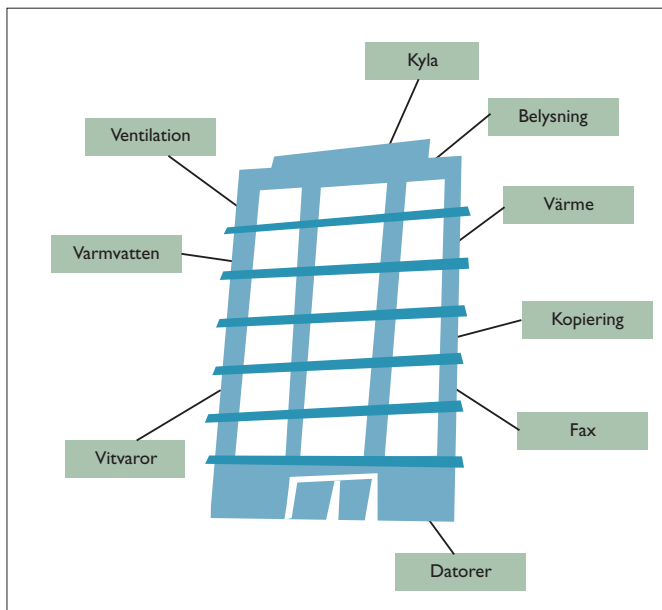 Kyla
Belysning
Ventilation
Värme
Varmvatten
Kopiering
Fax
Vitvaror
Datorer